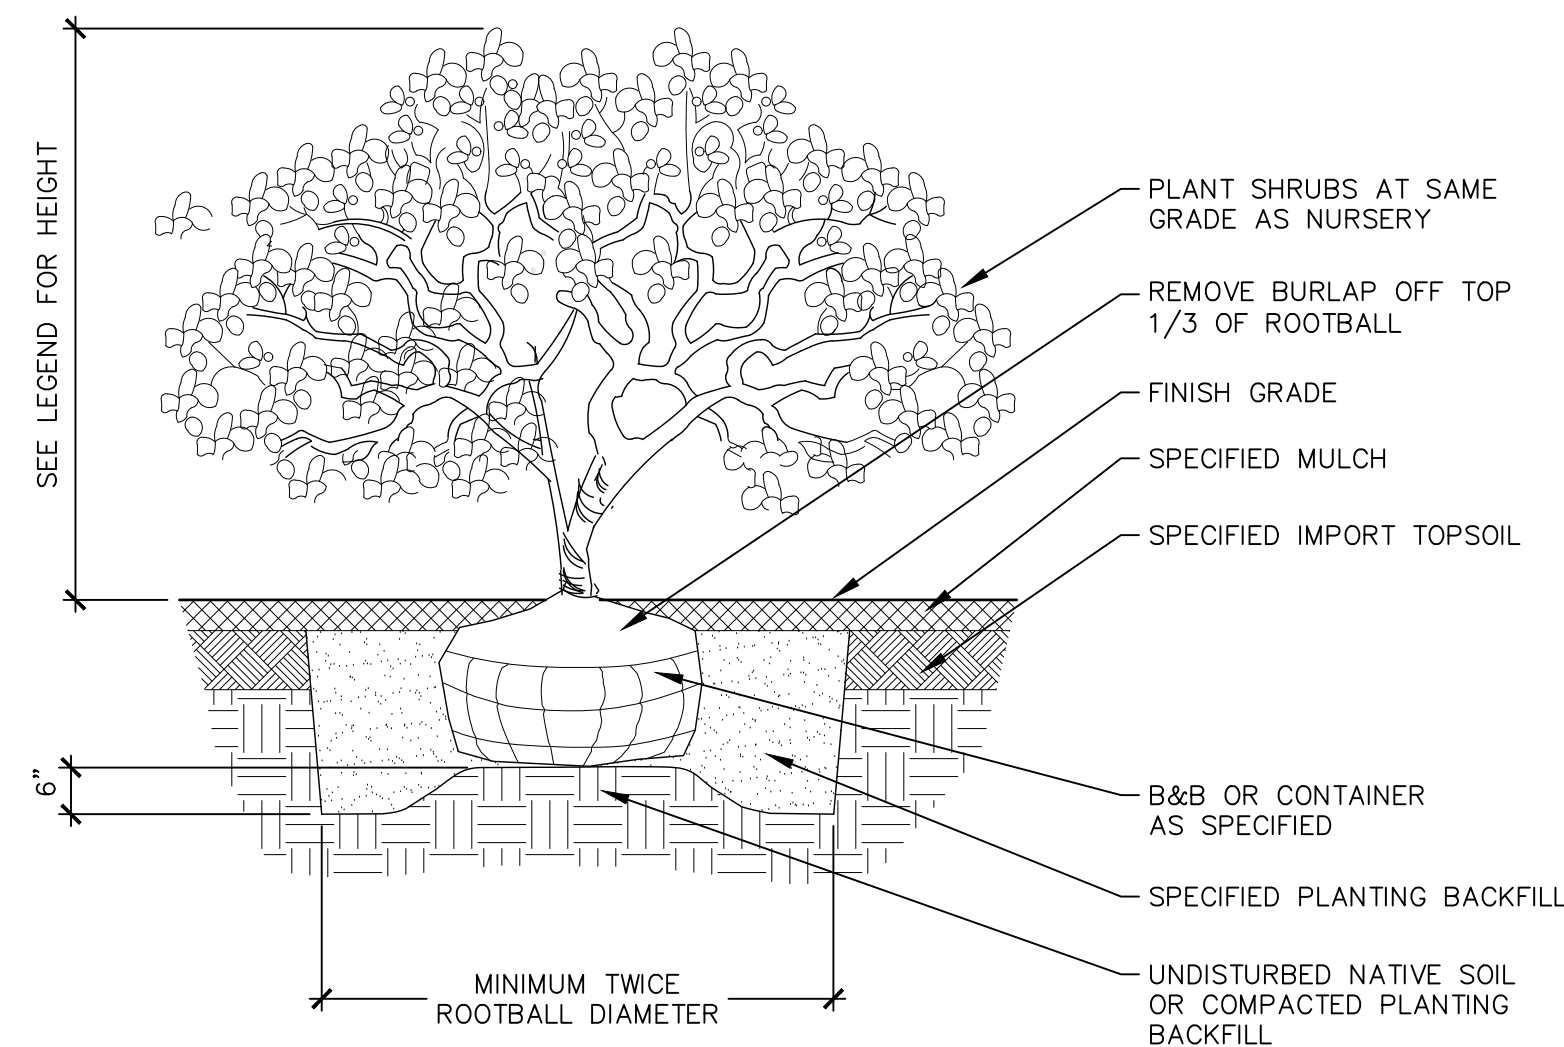 SEE LEGEND FOR HEIGHT
PLANT SHRUBS AT SAME
GRADE AS NURSERY
REMOVE BURLAP OFF TOP
1/3 OF ROOTBALL
FINISH GRADE
SPECIFIED MULCH
SPECIFIED IMPORT TOPSOIL
6"
B&B OR CONTAINER
AS SPECIFIED
SPECIFIED PLANTING BACKFILL
UNDISTURBED NATIVE SOIL
OR COMPACTED PLANTING
BACKFILL
MINIMUM TWICE
ROOTBALL DIAMETER